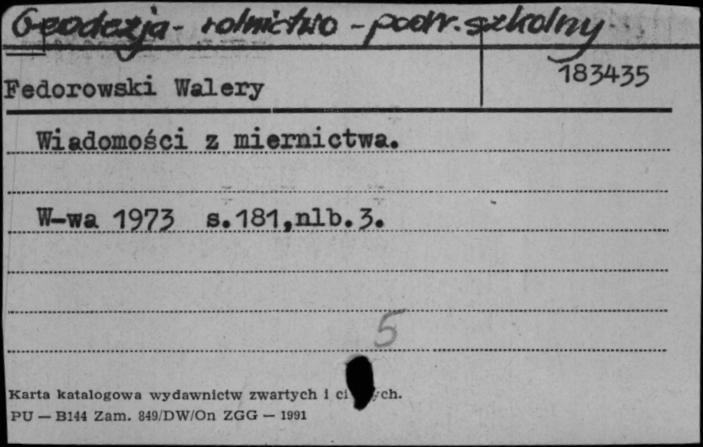 Geodezja - rolnictwo - podr. szkolny
183435
Fedorowski Walery
Wiadomości z miernictwa.
W-wa 1973 s.181,nlb.3.
5
Karta katalogowa wydawnictw zwartych i ych.
PU — B144 Zam. 849/DW/On ZGG — 1991